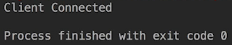 Client Connected
Process finished with exit code 0